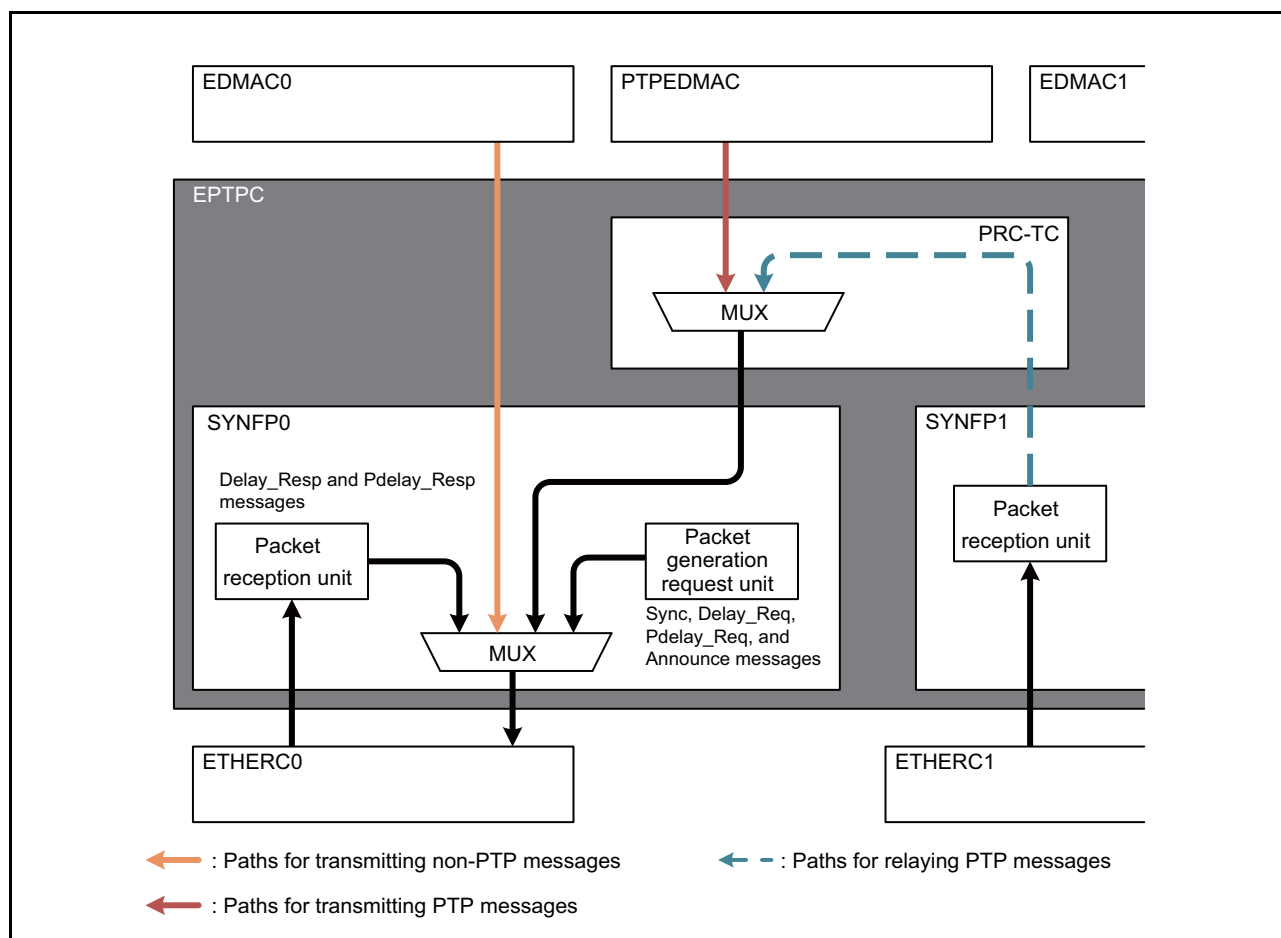 EDMAC0
PTPEDMAC
EDMAC1
EPTPC
PRC-TC
MUX
SYNFP0
SYNFP1
Delay_Resp and Pdelay_Resp
messages
Packet
reception unit
Packet
generation
request unit
Packet
reception unit
Sync, Delay_Req,
Pdelay_Req, and
Announce messages
MUX
ETHERC0
ETHERC1
: Paths for transmitting non-PTP messages
: Paths for relaying PTP messages
: Paths for transmitting PTP messages